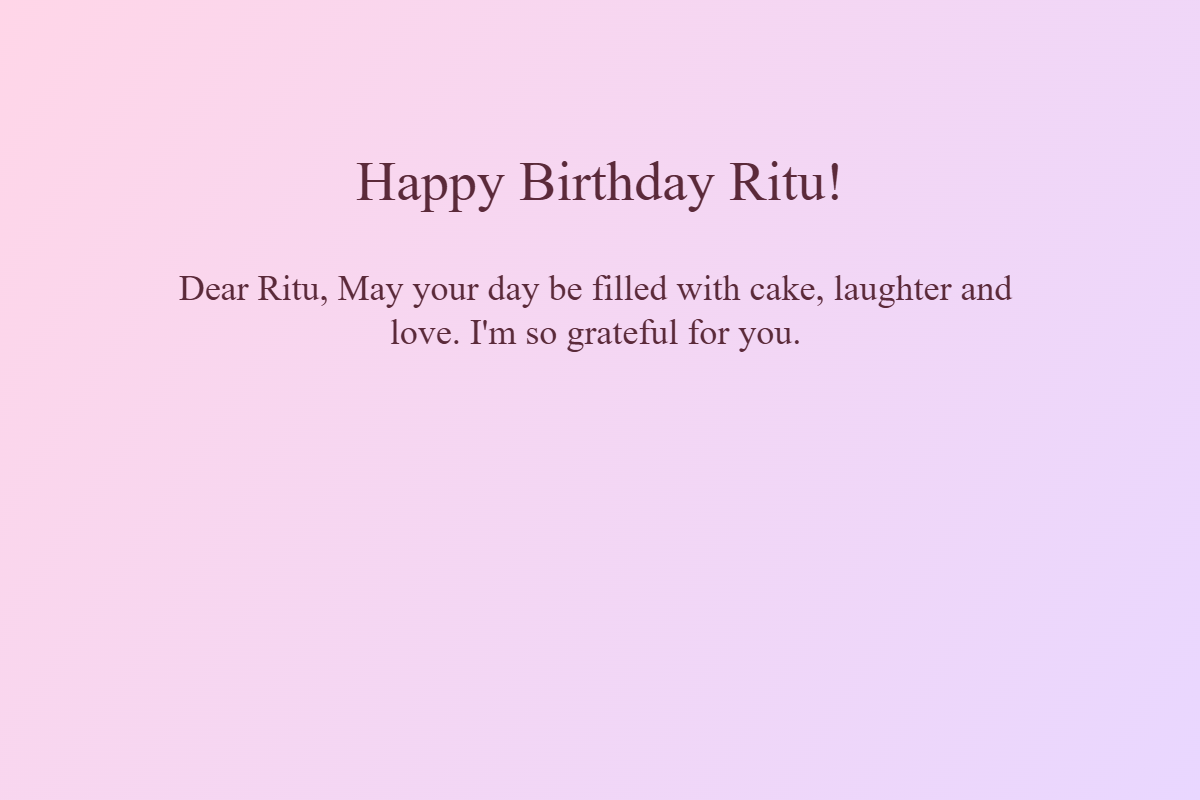 Happy Birthday Ritu!
Dear Ritu, May your day be filled with cake, laughter and
love. I'm so grateful for you.